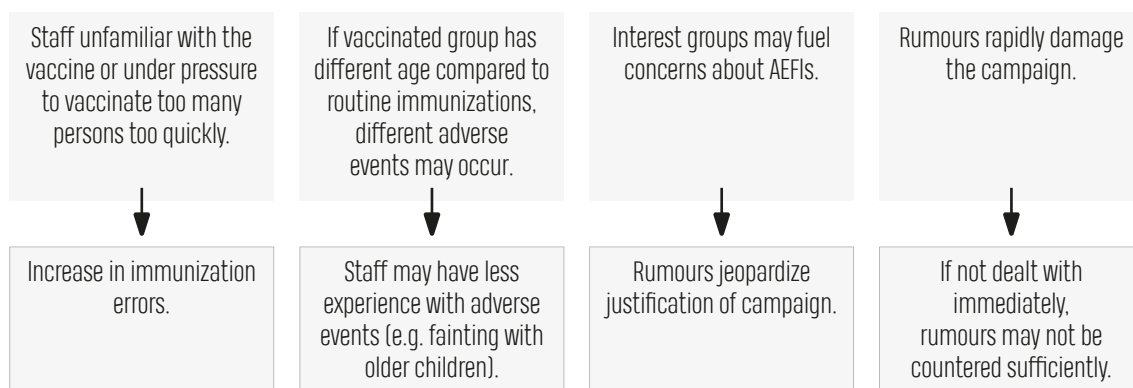 Staff unfamiliar with the
vaccine or under pressure
to vaccinate too many
persons too quickly.
If vaccinated group has
different age compared to
routine immunizations,
different adverse
events may occur.
Interest groups may fuel
concerns about AEFIs.
Rumours rapidly damage
the campaign.
Increase in immunization
errors.
Staff may have less
experience with adverse
events (e.g. fainting with
older children).
Rumours jeopardize
justification of campaign.
If not dealt with
immediately,
rumours may not be
countered sufficiently.